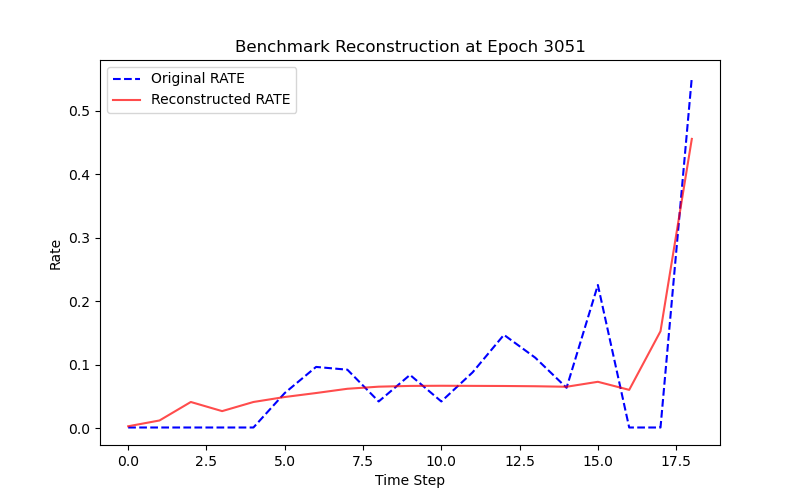 Benchmark Reconstruction at Epoch 3051
Original RATE
Reconstructed RATE
0.5
0.4
0.3
0.2
0.1
0.0
Rate
0.0 2.5 5.0 7.5 10.0 12.5 15.0 17.5
Time Step